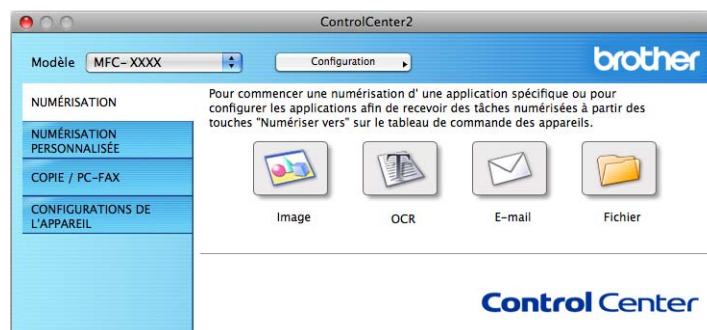 ControlCenter2
Modèle MFC- XXXX Configuration brother
NUMÉRISATION
NUMÉRISATION
PERSONNALISÉE
COPIE / PC-FAX
CONFIGURATIONS DE
L'APPAREIL
Pour commencer une numérisation d' une application spécifique ou pour
configurer les applications afin de recevoir des tâches numérisées à partir des
touches "Numériser vers" sur le tableau de commande des appareils.
Image OCR E-mail Fichier
Control Center